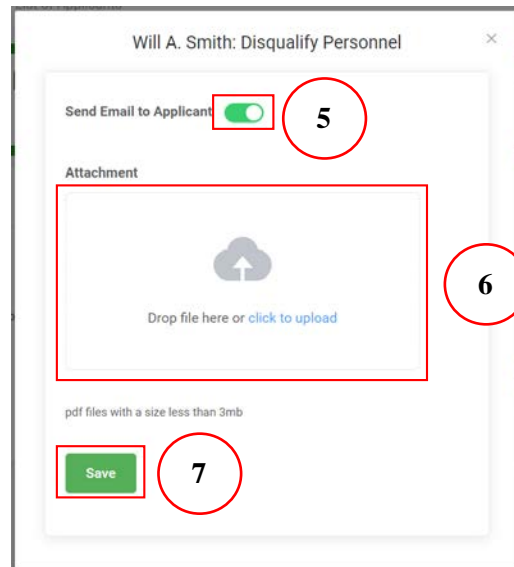 Will A. Smith: Disqualify Personnel ×
Send Email to Applicant 5
Attachment
Drop file here or click to upload
6
pdf files with a size less than 3mb
Save 7